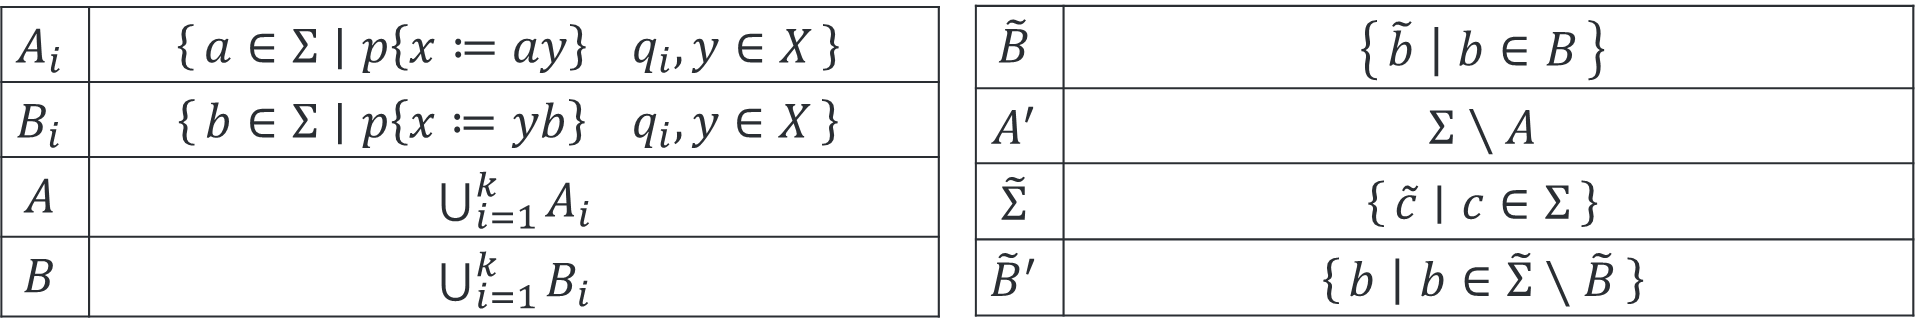 A_i { a ∈ Σ | p{x := ay} q_i, y ∈ X }
B_i { b ∈ Σ | p{x := yb} q_i, y ∈ X }
A ⋃_{i=1}^{k} A_i
B ⋃_{i=1}^{k} B_i
B̃ { b̃ | b ∈ B }
A′ Σ \ A
Σ̃ { c̃ | c ∈ Σ }
B̃′ { b | b ∈ Σ̃ \ B̃ }